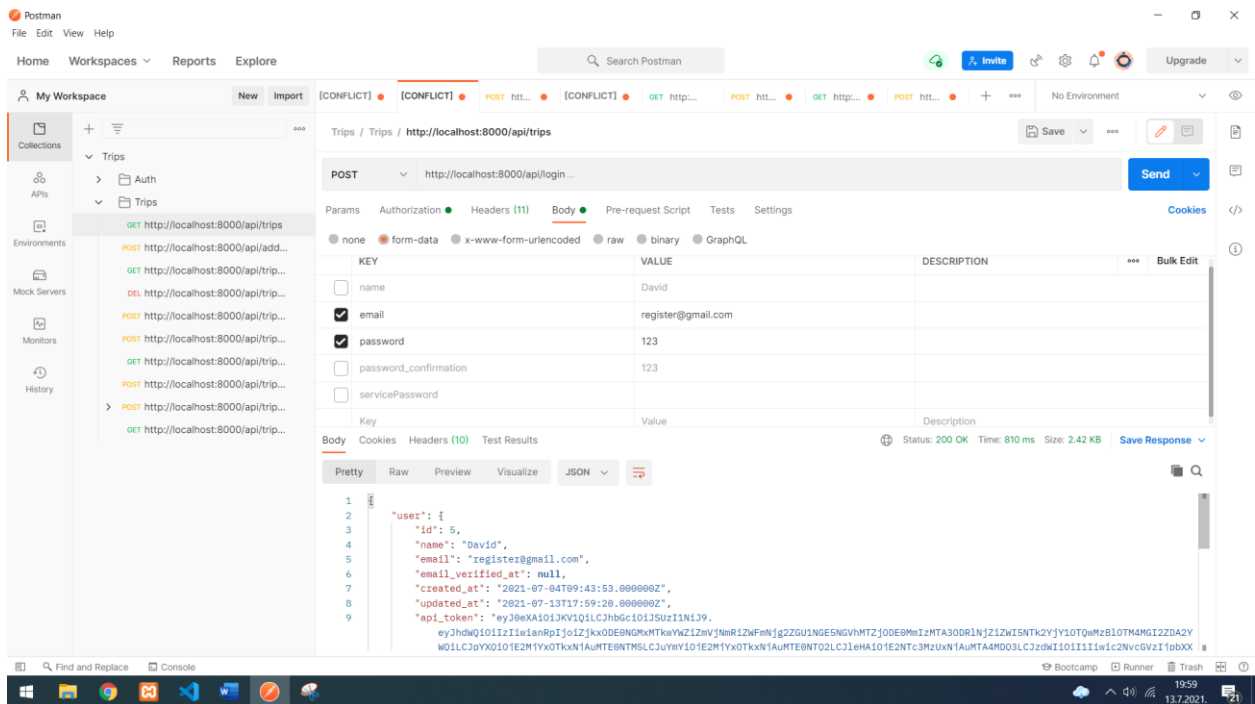 Postman
File Edit View Help
Home Workspaces Reports Explore
Search Postman
Invite
Upgrade
My Workspace
New Import
[CONFLICT] [CONFLICT] POST htt... [CONFLICT] GET http:... POST htt... GET http:... POST htt... + ooo
No Environment
Collections
APIs
Environments
Mock Servers
Monitors
History
Trips
Auth
Trips
GET http://localhost:8000/api/trips
POST http://localhost:8000/api/add...
GET http://localhost:8000/api/trip...
DEL http://localhost:8000/api/trip...
POST http://localhost:8000/api/trip...
POST http://localhost:8000/api/trip...
GET http://localhost:8000/api/trip...
POST http://localhost:8000/api/trip...
POST http://localhost:8000/api/trip...
GET http://localhost:8000/api/trip...
Trips / Trips / http://localhost:8000/api/trips
Save
POST http://localhost:8000/api/login...
Send
Params Authorization Headers (11) Body Pre-request Script Tests Settings
Cookies
none form-data x-www-form-urlencoded raw binary GraphQL
KEY VALUE DESCRIPTION ooo Bulk Edit
name David
email register@gmail.com
password 123
password_confirmation 123
servicePassword
Key Value Description
Body Cookies Headers (10) Test Results
Status: 200 OK Time: 810 ms Size: 2.42 KB Save Response
Pretty Raw Preview Visualize JSON
1 {
2 "user": {
3 "id": 5,
4 "name": "David",
5 "email": "register@gmail.com",
6 "email_verified_at": null,
7 "created_at": "2021-07-04T09:43:53.000000Z",
8 "updated_at": "2021-07-13T17:59:20.000000Z",
9 "api_token": "eyJ0eXAiOiJKV1QiLCJhbGciOiJSUzI1NiJ9.
Find and Replace Console
Bootcamp Runner Trash
19:59
13.7.2021.
21